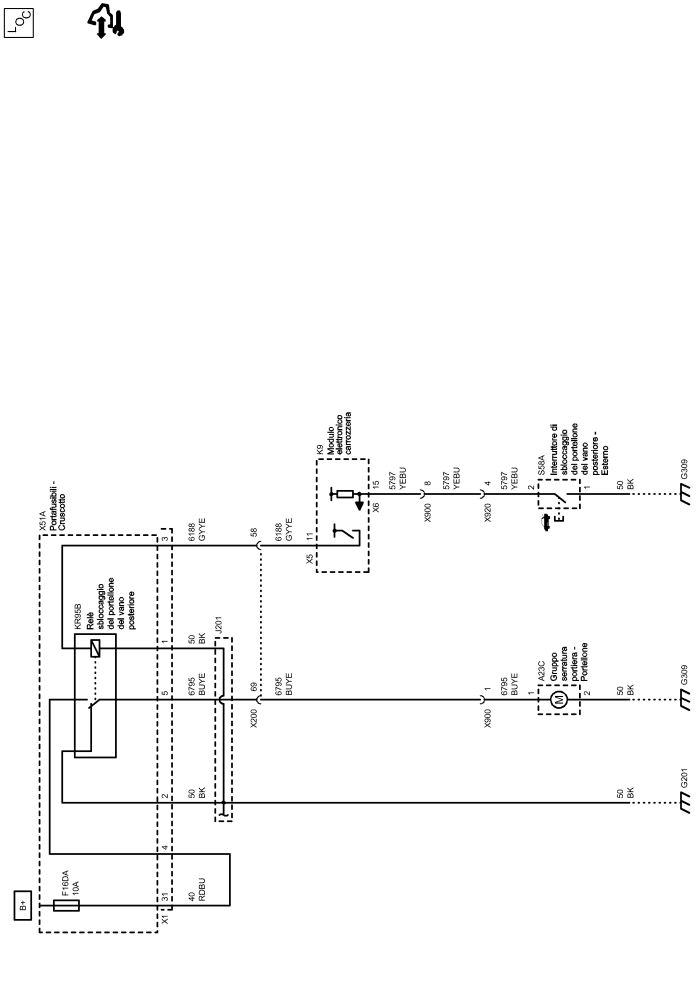 LOC
B+
F16DA
10A
X51A
Portafusibili -
Cruscotto
KR95B
Relè
sbloccaggio
del portellone
del vano
posteriore
X1
31
4
2
5
1
3
40
RDBU
50
BK
6795
BUYE
50
BK
6188
GYYE
J201
X200
69
58
6795
BUYE
6188
GYYE
X5
11
K9
Modulo
elettronico
carrozzeria
X6
15
5797
YEBU
X900
8
5797
YEBU
X920
4
5797
YEBU
2
S58A
Interruttore di
sbloccaggio
del portellone
del vano
posteriore -
Esterno
E
1
50
BK
G309
X900
1
6795
BUYE
1
A23C
Gruppo
serratura
portiera -
Portellone
M
2
50
BK
G309
50
BK
G201